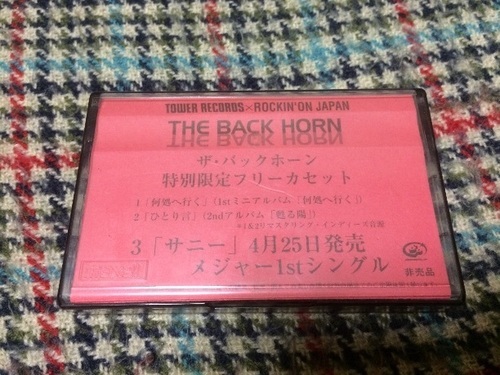 TOWER RECORDS×ROCKIN'ON JAPAN
THE BACK HORN
ザ・バックホーン
特別限定フリーカセット
1「何処へ行く」(1stミニアルバム「何処へ行く」)
2「ひとり言」(2ndアルバム「甦る陽」)
3「サニー」4月25日発売
メジャー1stシングル
非売品